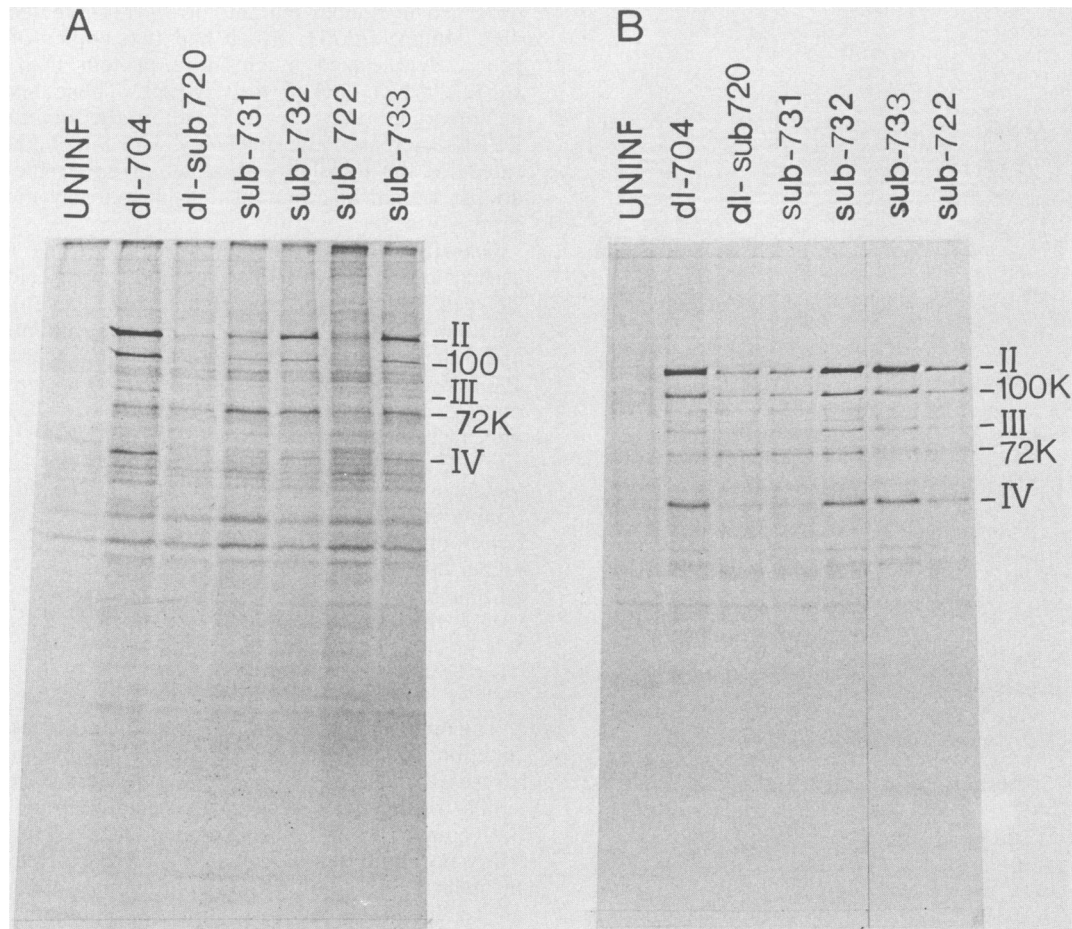 A
UNINF
dl-704
dl-sub720
sub-731
sub-732
sub 722
sub-733
-II
-100
-III
-72K
-IV
B
UNINF
dl-704
dl- sub720
sub-731
sub-732
sub-733
sub-722
-II
-100K
-III
-72K
-IV